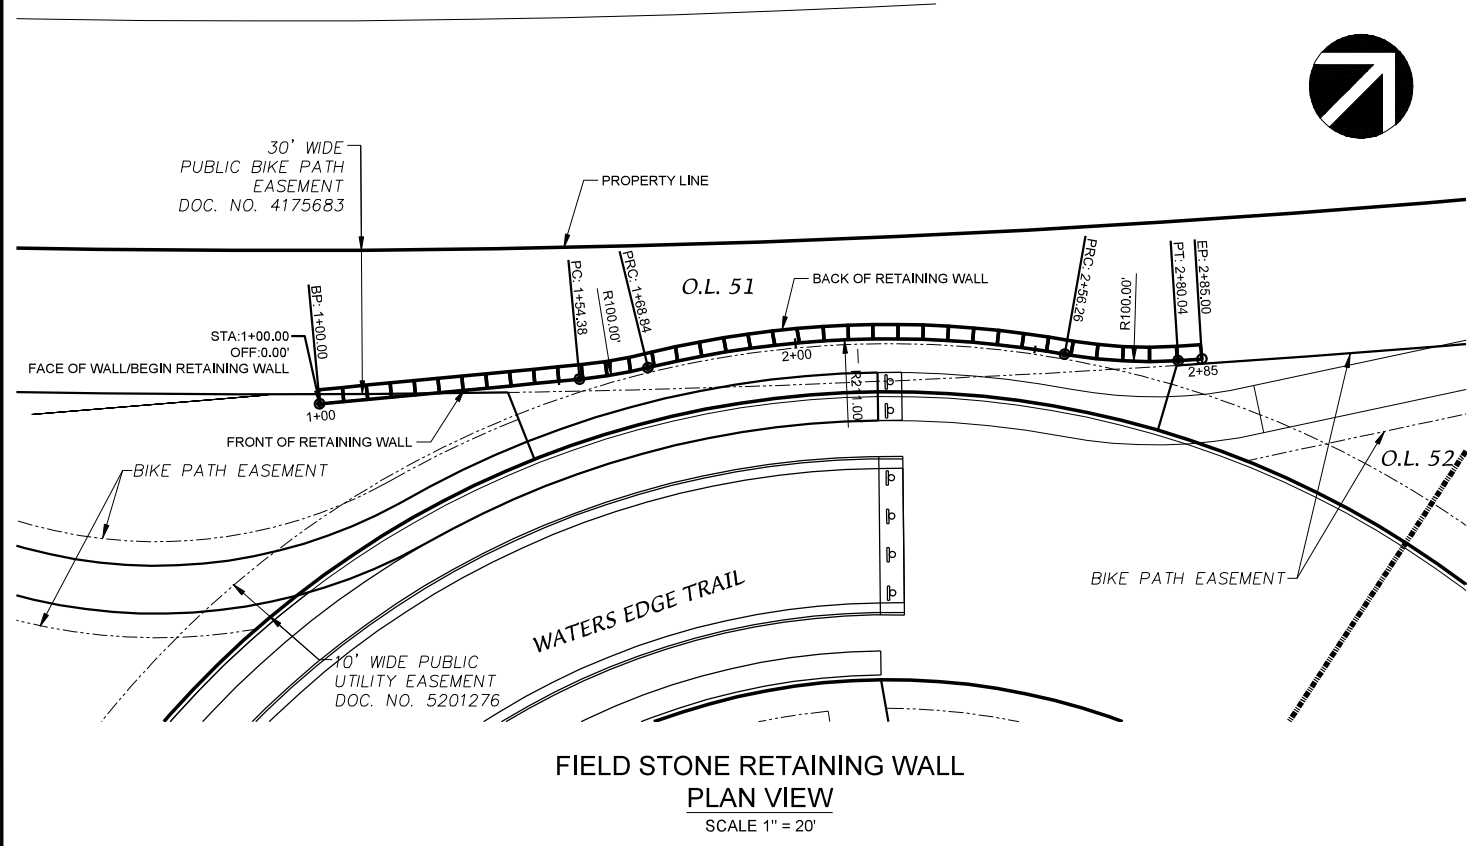 30' WIDE
PUBLIC BIKE PATH
EASEMENT
DOC. NO. 4175683
PROPERTY LINE
O.L. 51
BACK OF RETAINING WALL
BP: 1+00.00
PC: 1+54.38
R100.00'
PRC: 1+68.84
PRC: 2+56.26
R100.00'
PT: 2+80.04
EP: 2+85.00
STA:1+00.00
OFF:0.00'
FACE OF WALL/BEGIN RETAINING WALL
1+00
2+00
2+85
FRONT OF RETAINING WALL
BIKE PATH EASEMENT
O.L. 52
BIKE PATH EASEMENT
WATERS EDGE TRAIL
10' WIDE PUBLIC
UTILITY EASEMENT
DOC. NO. 5201276
FIELD STONE RETAINING WALL
PLAN VIEW
SCALE 1" = 20'